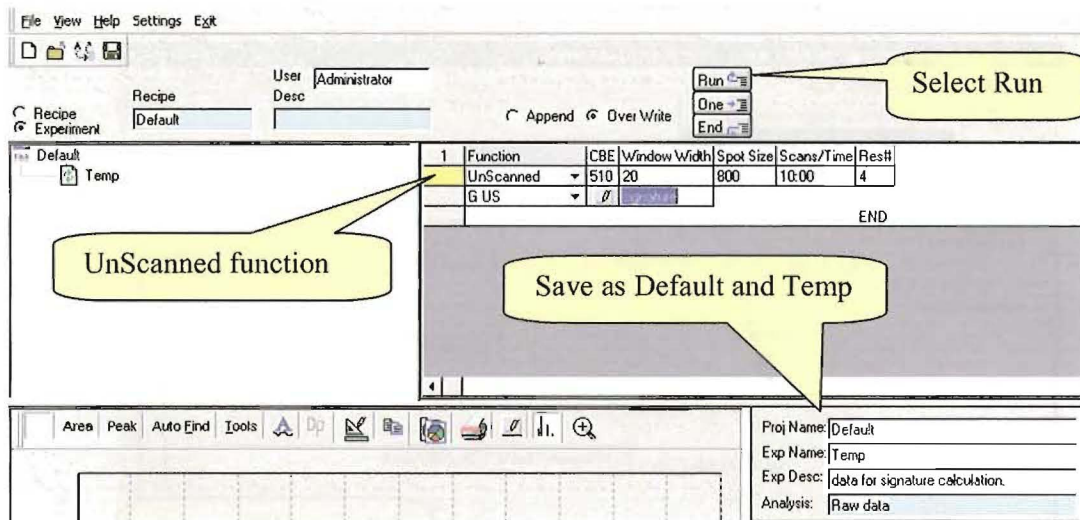 File View Help Settings Exit
User Administrator
Recipe Desc
Recipe
Experiment Default
Append Over Write
Run
One
End
Select Run
Default
Temp
1 Function CBE Window Width Spot Size Scans/Time Res#
UnScanned 510 20 800 10:00 4
G US
END
UnScanned function
Save as Default and Temp
Area Peak Auto Find Tools Dp
Proj Name: Default
Exp Name: Temp
Exp Desc: data for signature calculation.
Analysis: Raw data